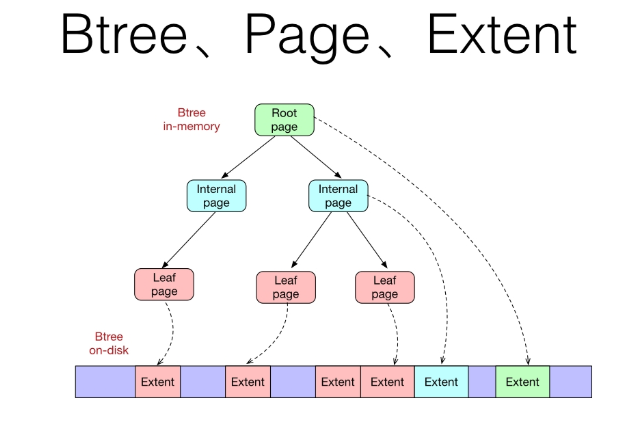 Btree、Page、Extent
Btree
in-memory
Root
page
Internal
page
Internal
page
Leaf
page
Leaf
page
Leaf
page
Btree
on-disk
Extent
Extent
Extent
Extent
Extent
Extent